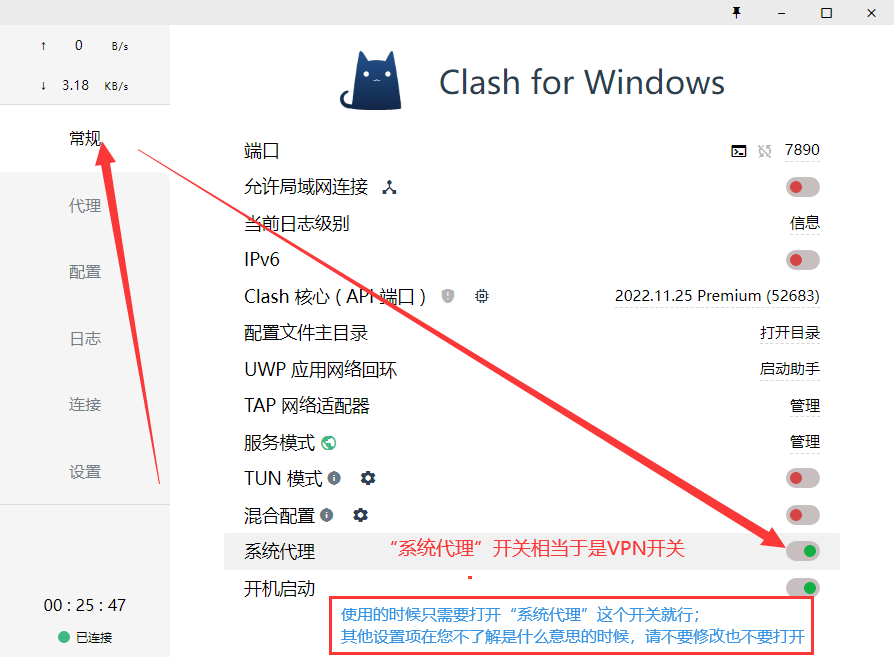 ↑ 0 B/s
↓ 3.18 KB/s
常规
代理
配置
日志
连接
设置
00 : 25 : 47
已连接
Clash for Windows
端口 7890
允许局域网连接
当前日志级别 信息
IPv6
Clash 核心 ( API 端口 ) 2022.11.25 Premium (52683)
配置文件主目录 打开目录
UWP 应用网络回环 启动助手
TAP 网络适配器 管理
服务模式 管理
TUN 模式
混合配置
系统代理 “系统代理”开关相当于是VPN开关
开机启动
使用的时候只需要打开“系统代理”这个开关就行;
其他设置项在您不了解是什么意思的时候，请不要修改也不要打开